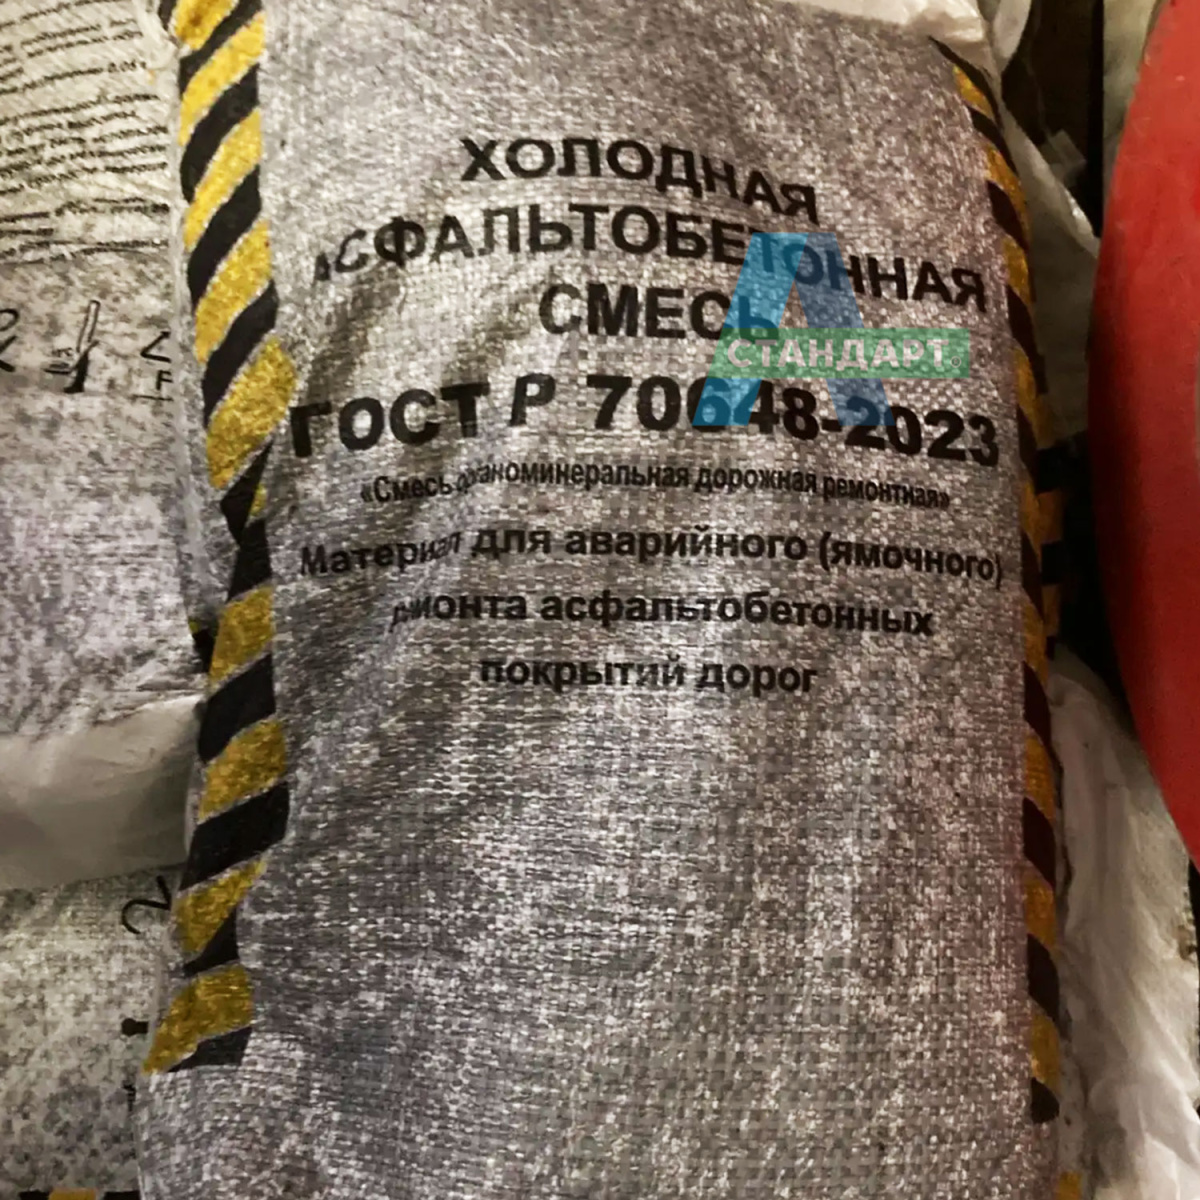 ХОЛОДНАЯ
АСФАЛЬТОБЕТОННАЯ
СМЕСЬ
СТАНДАРТ®
ГОСТ Р 70648-2023
«Смесь органоминеральная дорожная ремонтная»
Материал для аварийного (ямочного)
ремонта асфальтобетонных
покрытий дорог